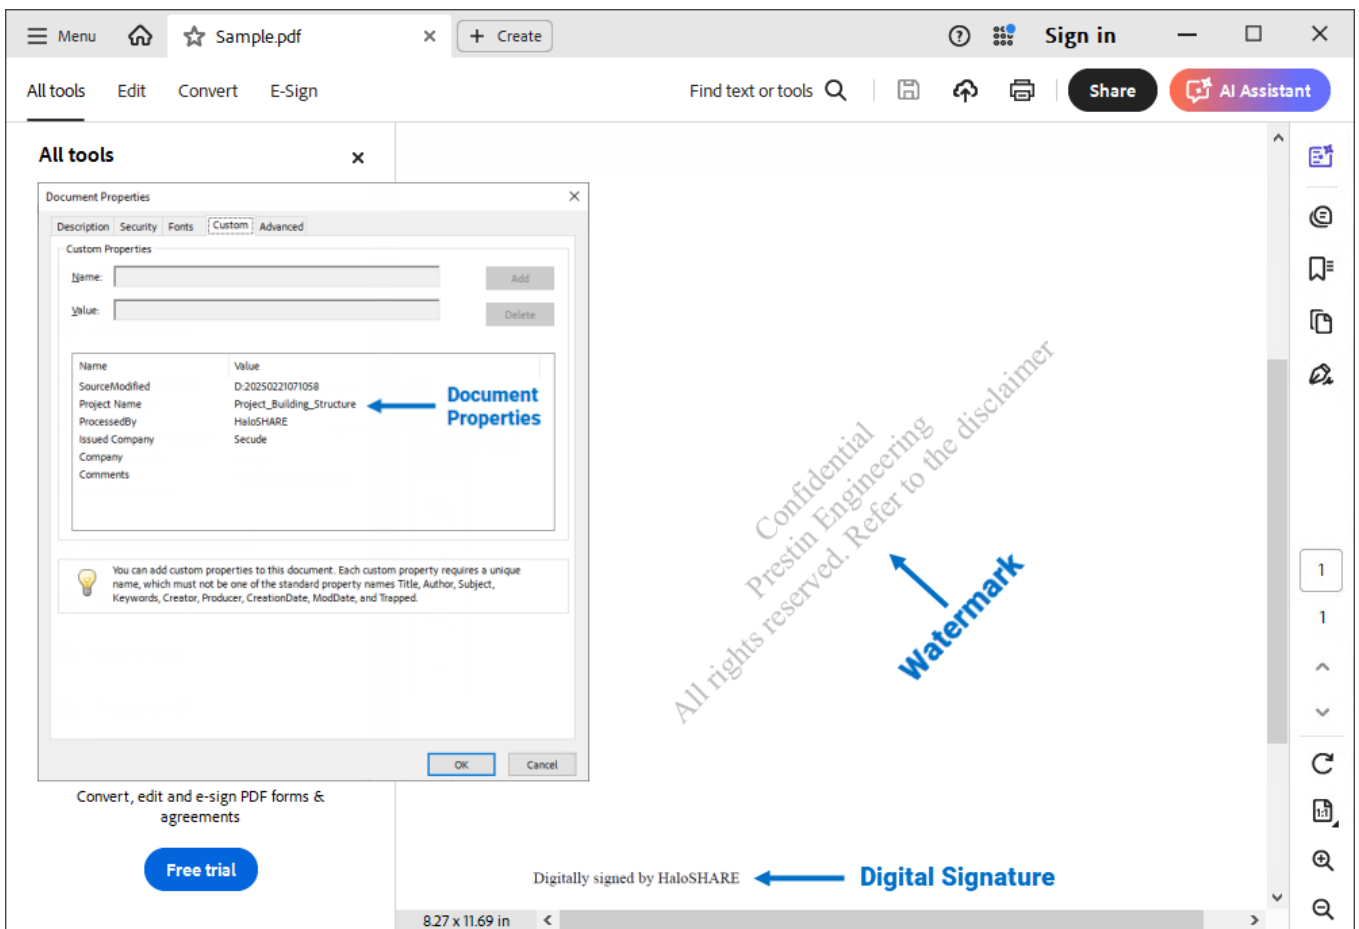 Menu
Sample.pdf
+ Create
Sign in
All tools
Edit
Convert
E-Sign
Find text or tools
Share
AI Assistant
All tools
Document Properties
Description
Security
Fonts
Custom
Advanced
Custom Properties
Name:
Add
Value:
Delete
Name Value
SourceModified D:20250221071058
Project Name Project_Building_Structure
ProcessedBy HaloSHARE
Issued Company Secude
Company
Comments
Document
Properties
You can add custom properties to this document. Each custom property requires a unique
name, which must not be one of the standard property names Title, Author, Subject,
Keywords, Creator, Producer, CreationDate, ModDate, and Trapped.
OK
Cancel
Convert, edit and e-sign PDF forms &
agreements
Free trial
Confidential
Prestin Engineering
All rights reserved. Refer to the disclaimer
Watermark
Digitally signed by HaloSHARE
Digital Signature
8.27 x 11.69 in
1
1
1:1